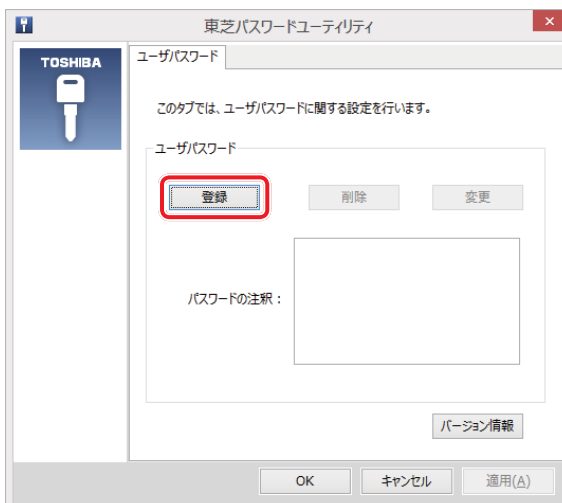 東芝パスワードユーティリティ
TOSHIBA
ユーザパスワード
このタブでは、ユーザパスワードに関する設定を行います。
ユーザパスワード
登録
削除
変更
パスワードの注釈：
バージョン情報
OK
キャンセル
適用(A)